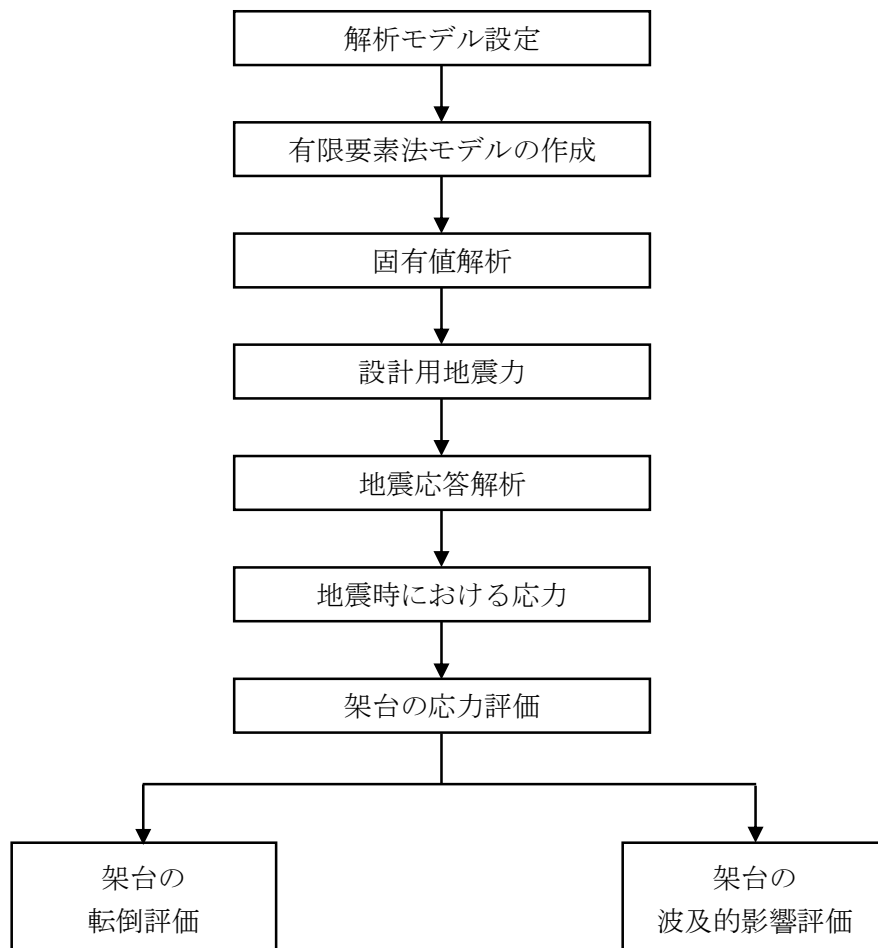 解析モデル設定
有限要素法モデルの作成
固有値解析
設計用地震力
地震応答解析
地震時における応力
架台の応力評価
架台の
転倒評価
架台の
波及的影響評価